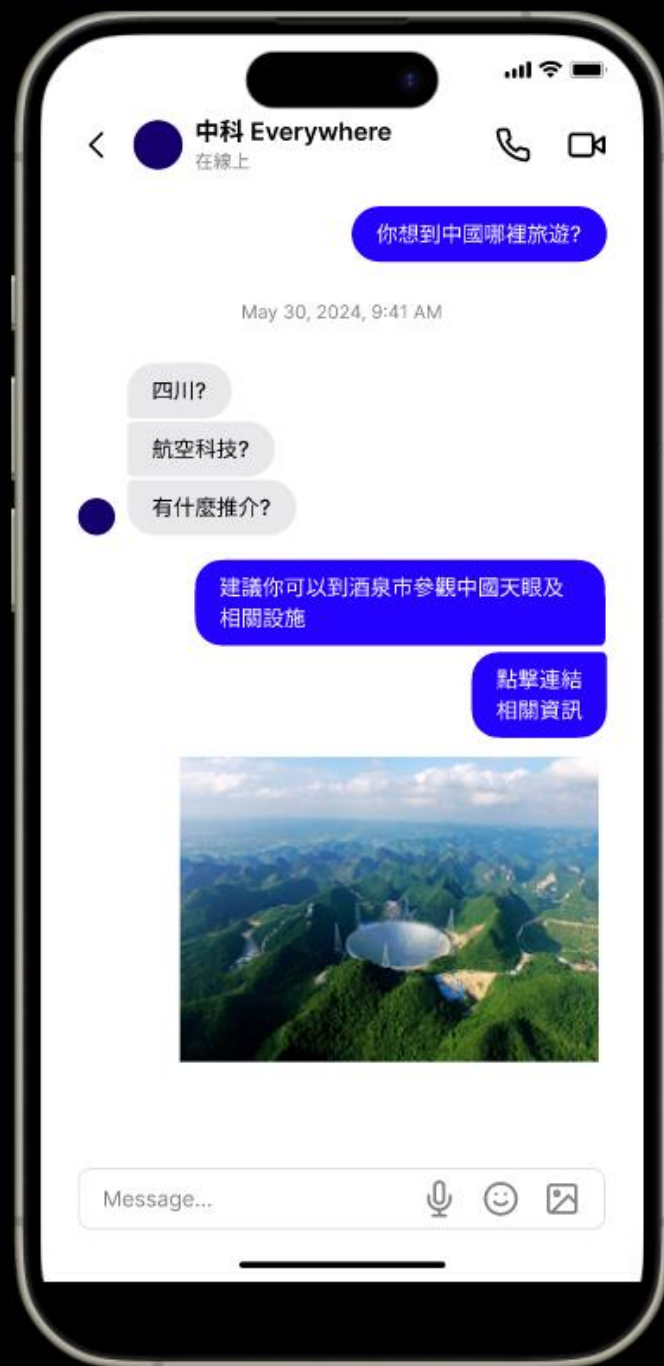 中科 Everywhere
在線上
你想到中國哪裡旅遊?
May 30, 2024, 9:41 AM
四川?
航空科技?
有什麼推介?
建議你可以到酒泉市參觀中國天眼及
相關設施
點擊連結
相關資訊
Message...